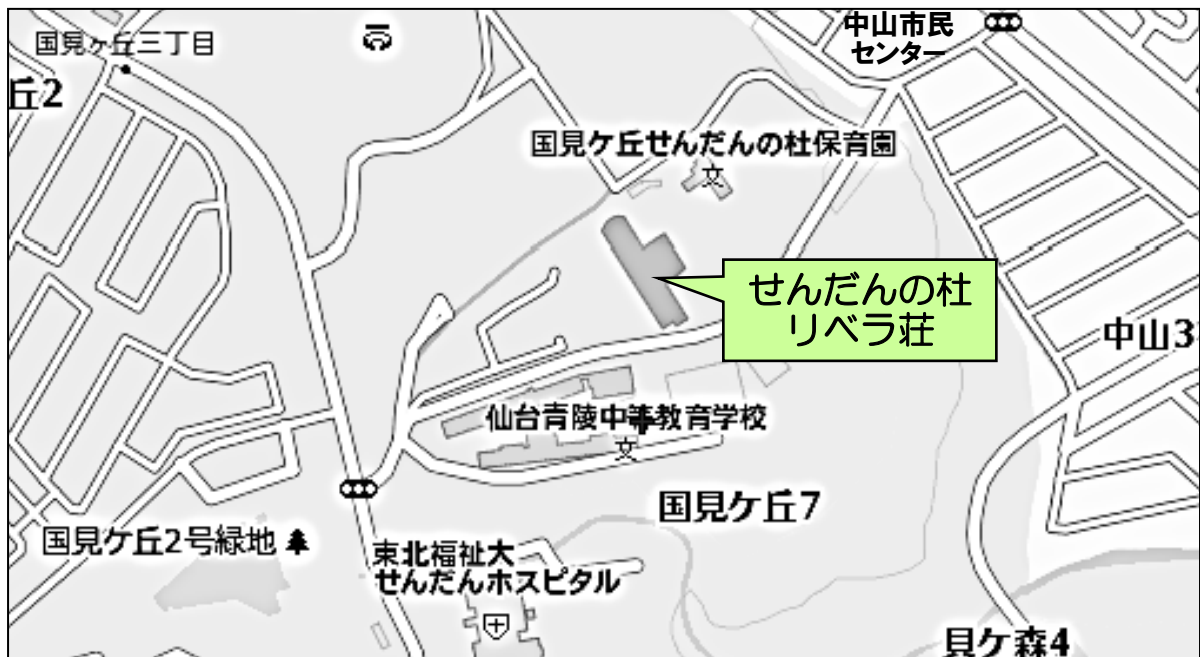 国見ヶ丘三丁目
中山市民
センター
丘2
国見ケ丘せんだんの杜保育園
せんだんの杜
リベラ荘
中山3
仙台青陵中等教育学校
国見ケ丘7
国見ケ丘2号緑地
東北福祉大
せんだんホスピタル
見ケ森4